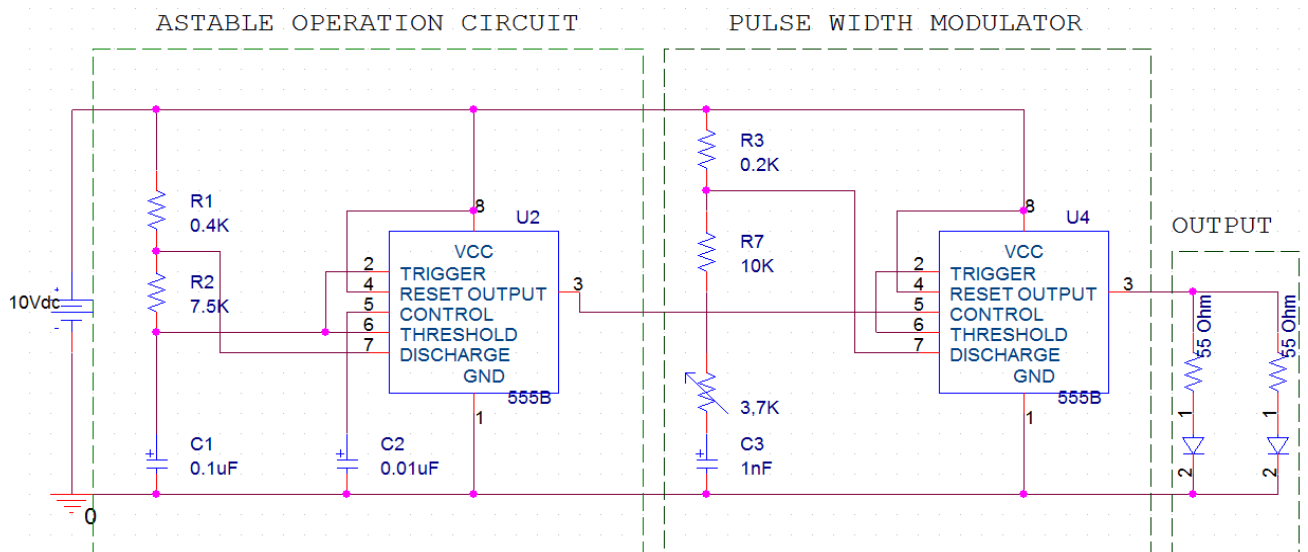 ASTABLE OPERATION CIRCUIT
PULSE WIDTH MODULATOR
OUTPUT
10Vdc
+
-
0
R1
0.4K
R2
7.5K
+
C1
0.1uF
+
C2
0.01uF
8
U2
VCC
2 TRIGGER
4 RESET OUTPUT 3
5 CONTROL
6 THRESHOLD
7 DISCHARGE
GND
555B
1
R3
0.2K
R7
10K
3,7K
+
C3
1nF
8
U4
VCC
2 TRIGGER
4 RESET OUTPUT 3
5 CONTROL
6 THRESHOLD
7 DISCHARGE
GND
555B
1
55 Ohm
1
2
55 Ohm
1
2